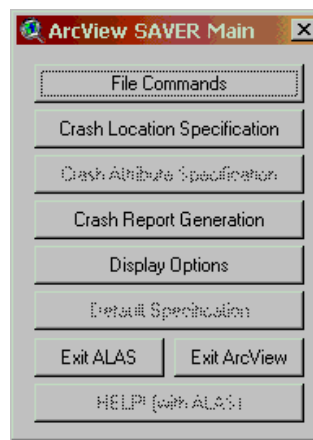 ArcView SAVER Main
File Commands
Crash Location Specification
Crash Attribute Specification
Crash Report Generation
Display Options
Default Specification
Exit ALAS Exit ArcView
HELP! (with ALAS)